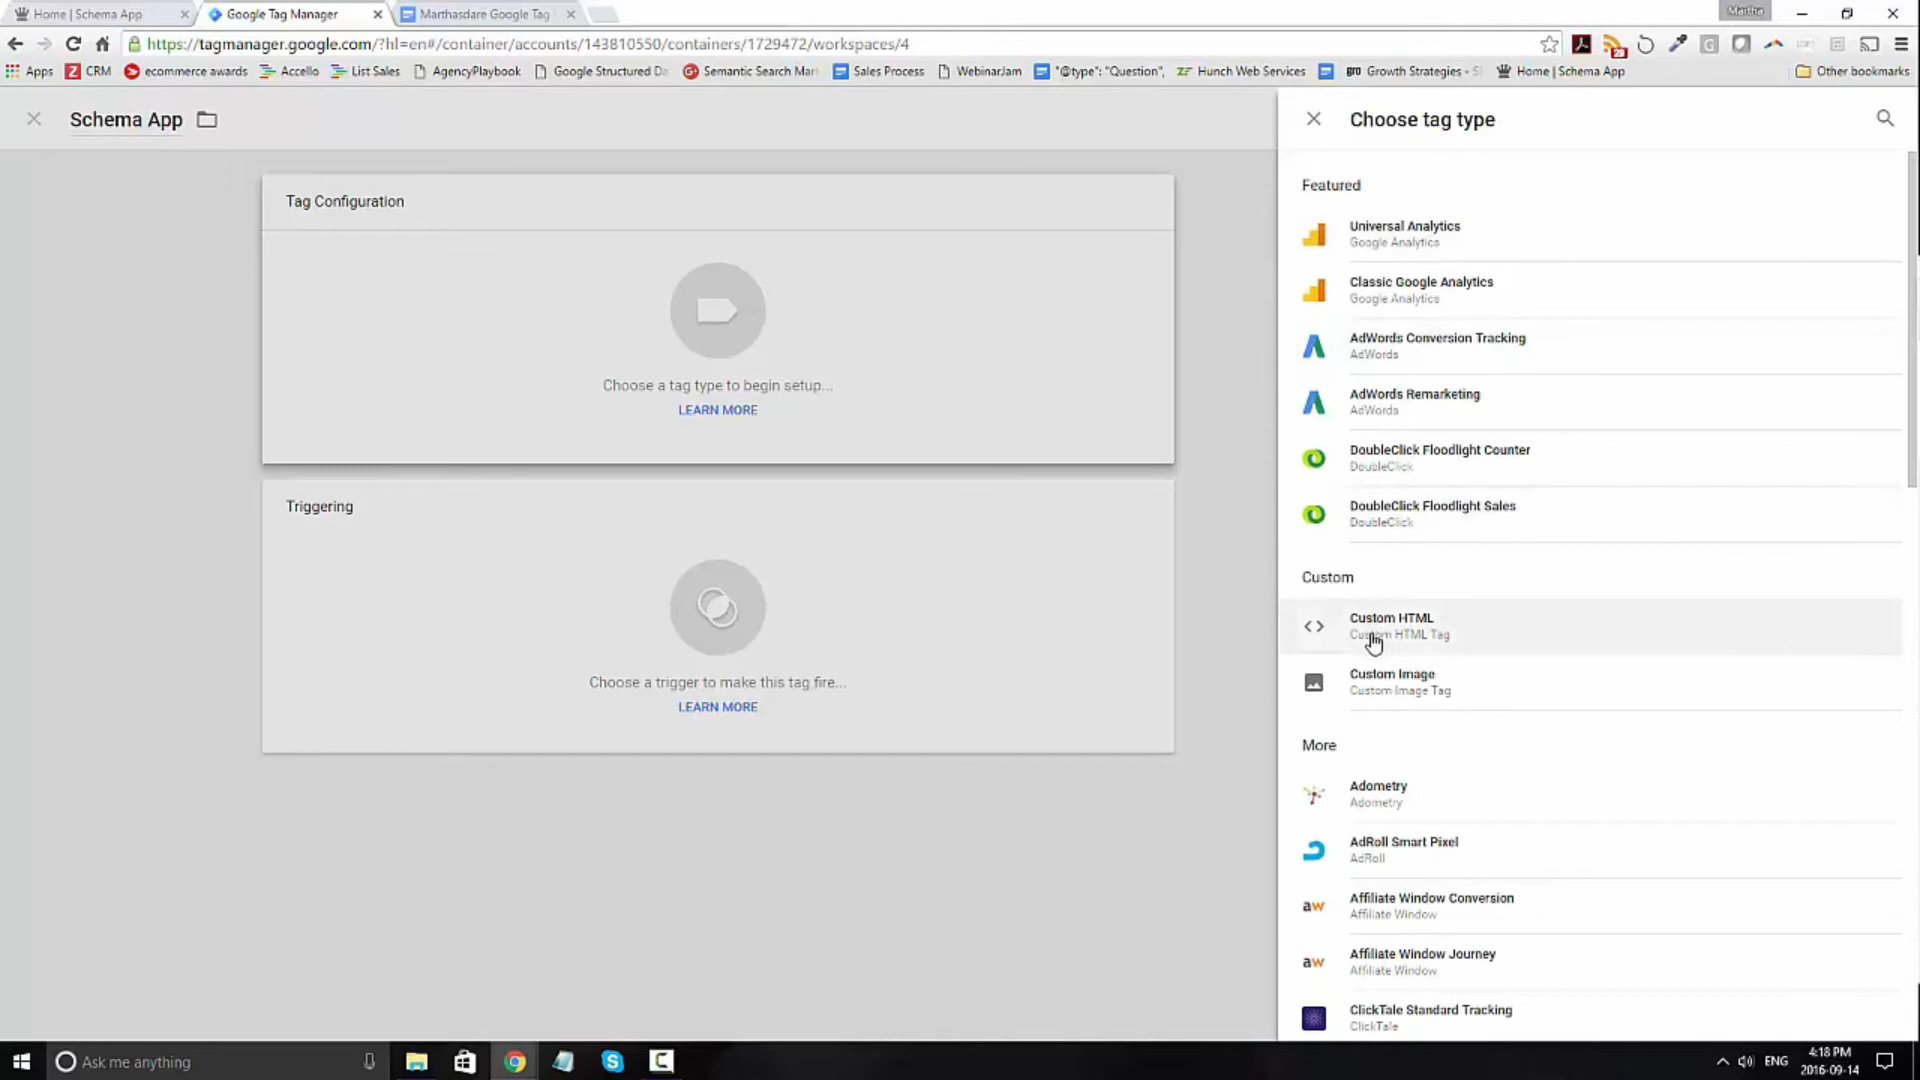 Home | Schema App
Google Tag Manager
Marthasdare Google Tag
Martha
https://tagmanager.google.com/?hl=en#/container/accounts/143810550/containers/1729472/workspaces/4
Apps
CRM
ecommerce awards
Accello
List Sales
AgencyPlaybook
Google Structured Da
Semantic Search Mar
Sales Process
WebinarJam
"@type": "Question",
Hunch Web Services
Growth Strategies - S
Home | Schema App
Other bookmarks
Schema App
Tag Configuration
Choose a tag type to begin setup...
LEARN MORE
Triggering
Choose a trigger to make this tag fire...
LEARN MORE
Choose tag type
Featured
Universal Analytics
Google Analytics
Classic Google Analytics
Google Analytics
AdWords Conversion Tracking
AdWords
AdWords Remarketing
AdWords
DoubleClick Floodlight Counter
DoubleClick
DoubleClick Floodlight Sales
DoubleClick
Custom
Custom HTML
Custom HTML Tag
Custom Image
Custom Image Tag
More
Adometry
Adometry
AdRoll Smart Pixel
AdRoll
aw
Affiliate Window Conversion
Affiliate Window
aw
Affiliate Window Journey
Affiliate Window
ClickTale Standard Tracking
ClickTale
Ask me anything
ENG
4:18 PM
2016-09-14